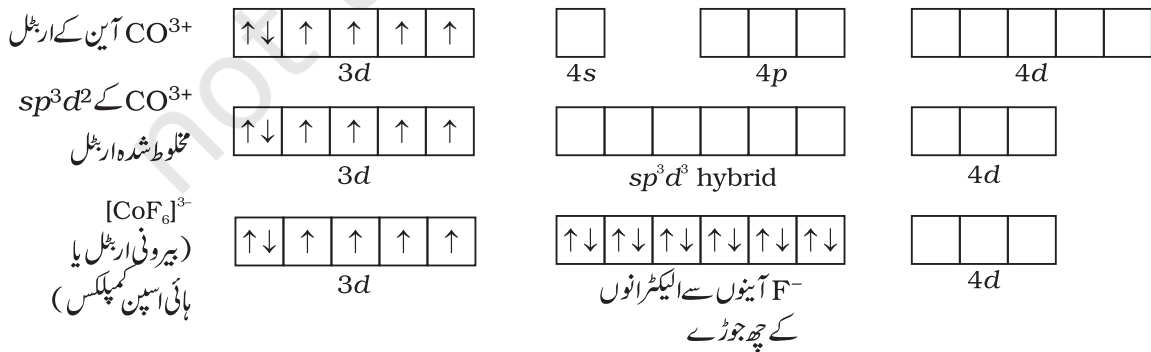 CO³⁺ آین کے اربٹل
↑↓ ↑ ↑ ↑ ↑
3d
4s
4p
4d
CO³⁺ کے sp³d²
مخلوط شدہ اربٹل
↑↓ ↑ ↑ ↑ ↑
3d
sp³d³ hybrid
4d
[CoF₆]³⁻
(بیرونی اربٹل یا
ہائی اسپن کمپلکس)
↑↓ ↑ ↑ ↑ ↑
3d
↑↓ ↑↓ ↑↓ ↑↓ ↑↓ ↑↓
F⁻ آینوں سے الیکٹرانوں
کے چھ جوڑے
4d
not